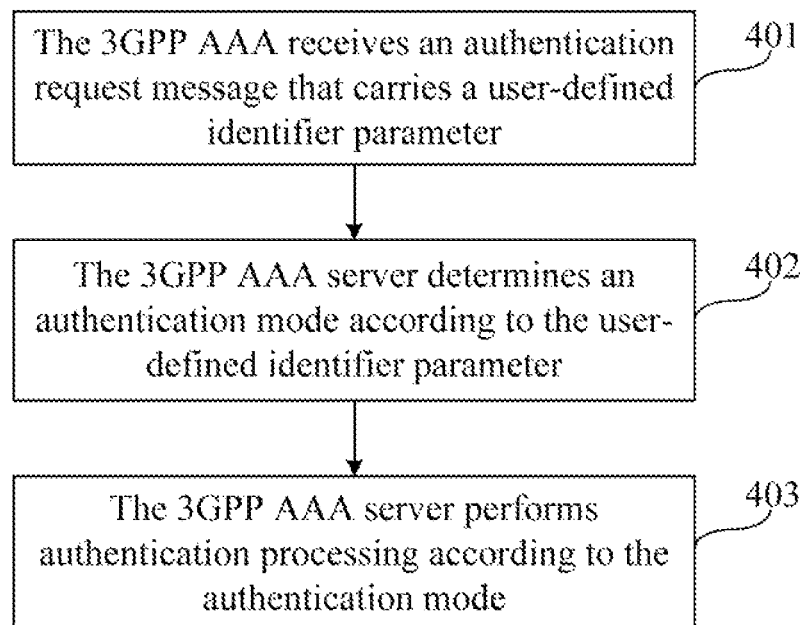 The 3GPP AAA receives an authentication
request message that carries a user-defined
identifier parameter
401
The 3GPP AAA server determines an
authentication mode according to the user-
defined identifier parameter
402
The 3GPP AAA server performs
authentication processing according to the
authentication mode
403